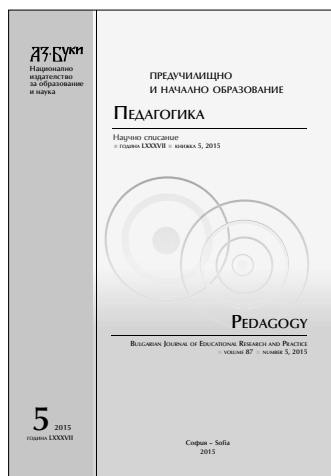 АЗ·БУКИ
Национално
издателство
за образование
и наука
ПРЕДУЧИЛИЩНО
И НАЧАЛНО ОБРАЗОВАНИЕ
ПЕДАГОГИКА
Научно списание
ГОДИНА LXXXVII КНИЖКА 5, 2015
PEDAGOGY
BULGARIAN JOURNAL OF EDUCATIONAL RESEARCH AND PRACTICE
VOLUME 87 NUMBER 5, 2015
5 2015
ГОДИНА LXXXVII
София – Sofia
2015